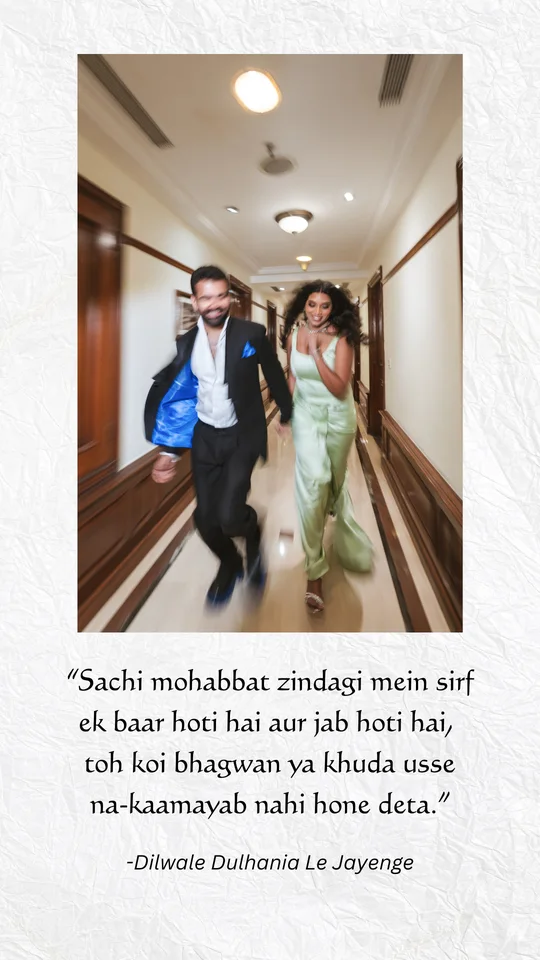 “Sachi mohabbat zindagi mein sirf
ek baar hoti hai aur jab hoti hai,
toh koi bhagwan ya khuda usse
na-kaamayab nahi hone deta.”
-Dilwale Dulhania Le Jayenge